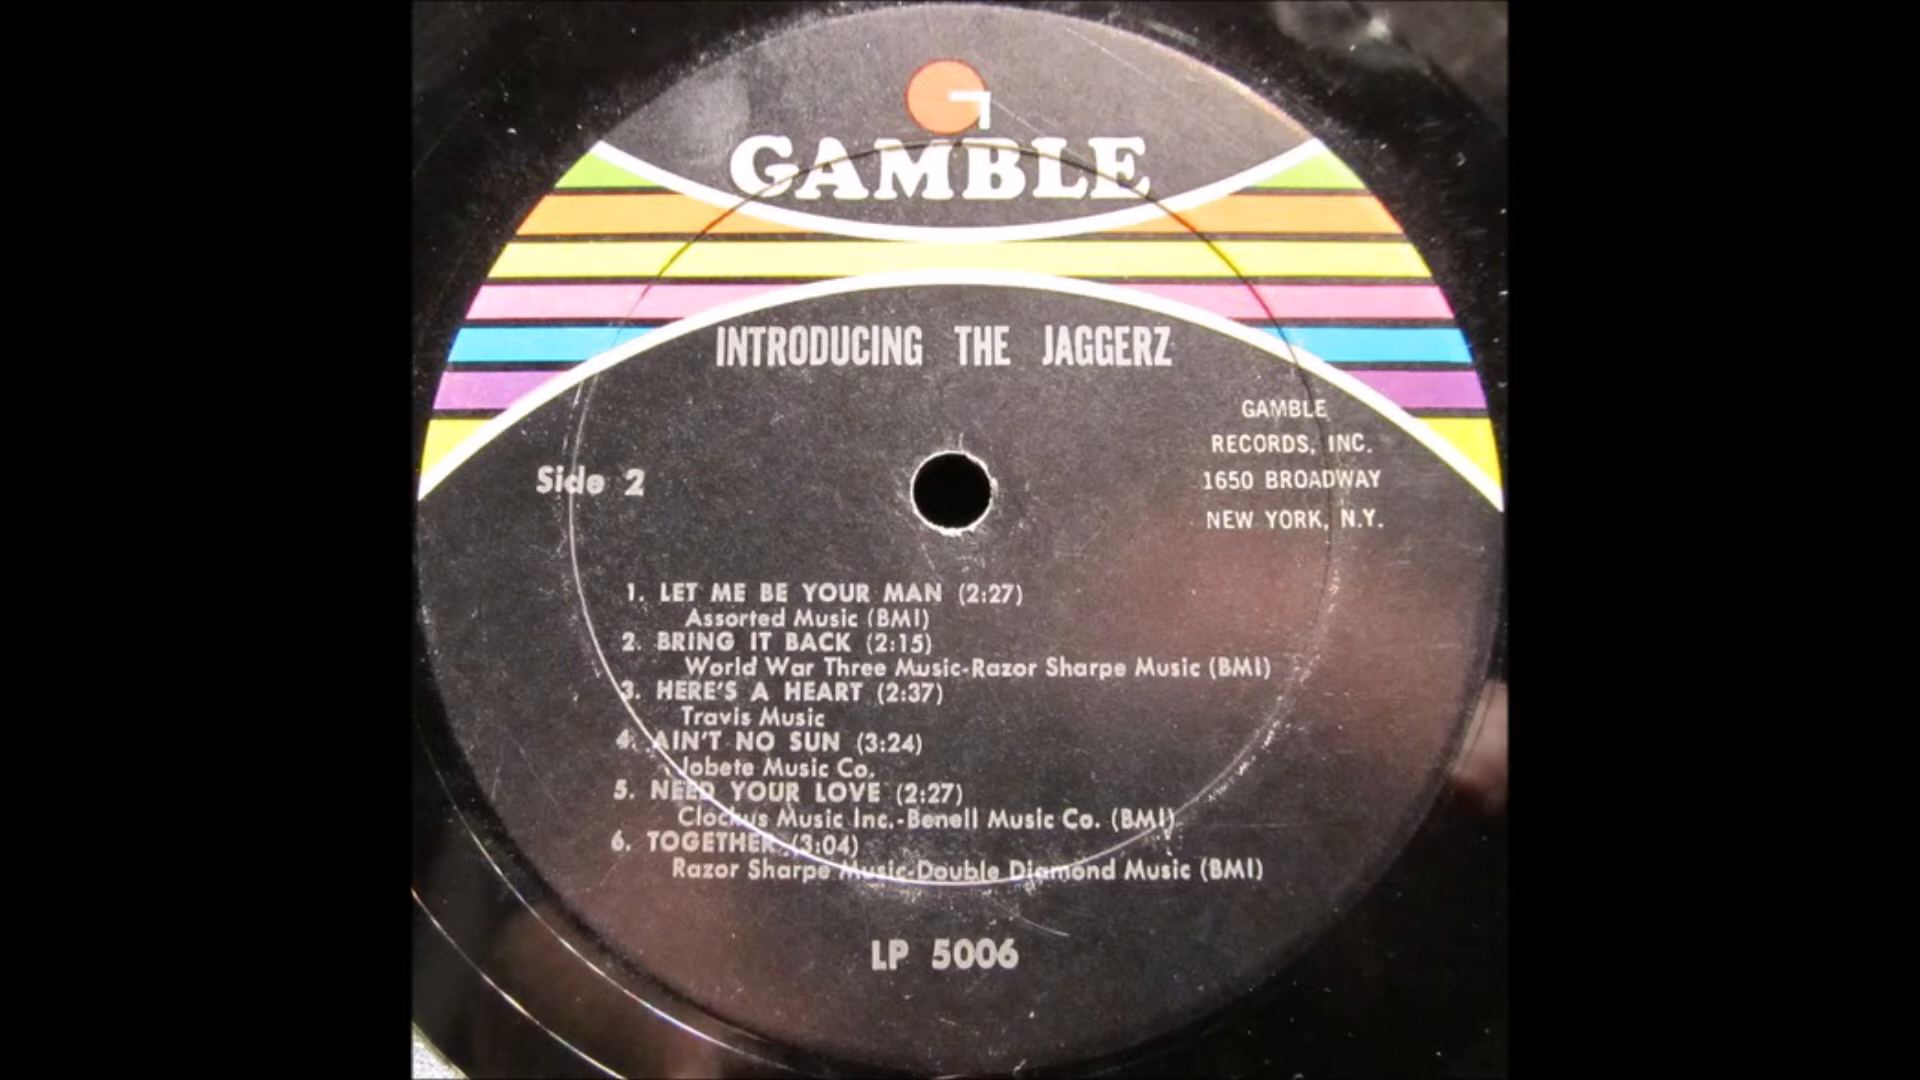 GAMBLE
INTRODUCING THE JAGGERZ
GAMBLE
RECORDS, INC.
1650 BROADWAY
NEW YORK, N.Y.
Side 2
1. LET ME BE YOUR MAN (2:27)
Assorted Music (BMI)
2. BRING IT BACK (2:15)
World War Three Music-Razor Sharpe Music (BMI)
3. HERE'S A HEART (2:37)
Travis Music
4. AIN'T NO SUN (3:24)
Jobete Music Co.
5. NEED YOUR LOVE (2:27)
Clockus Music Inc.-Benell Music Co. (BMI)
6. TOGETHER (3:04)
Razor Sharpe Music-Double Diamond Music (BMI)
LP 5006